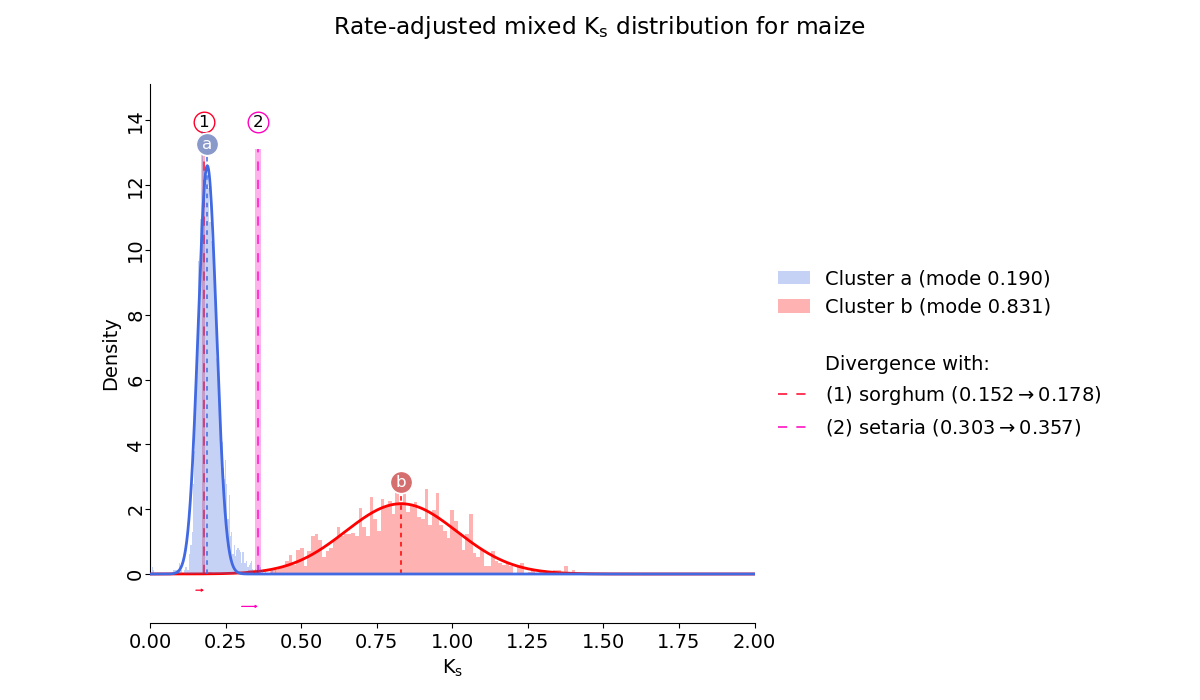 Rate-adjusted mixed Ks distribution for maize
14
12
10
8
6
4
2
0
Density
1
2
a
b
0.00 0.25 0.50 0.75 1.00 1.25 1.50 1.75 2.00
Ks
Cluster a (mode 0.190)
Cluster b (mode 0.831)
Divergence with:
(1) sorghum (0.152→0.178)
(2) setaria (0.303→0.357)